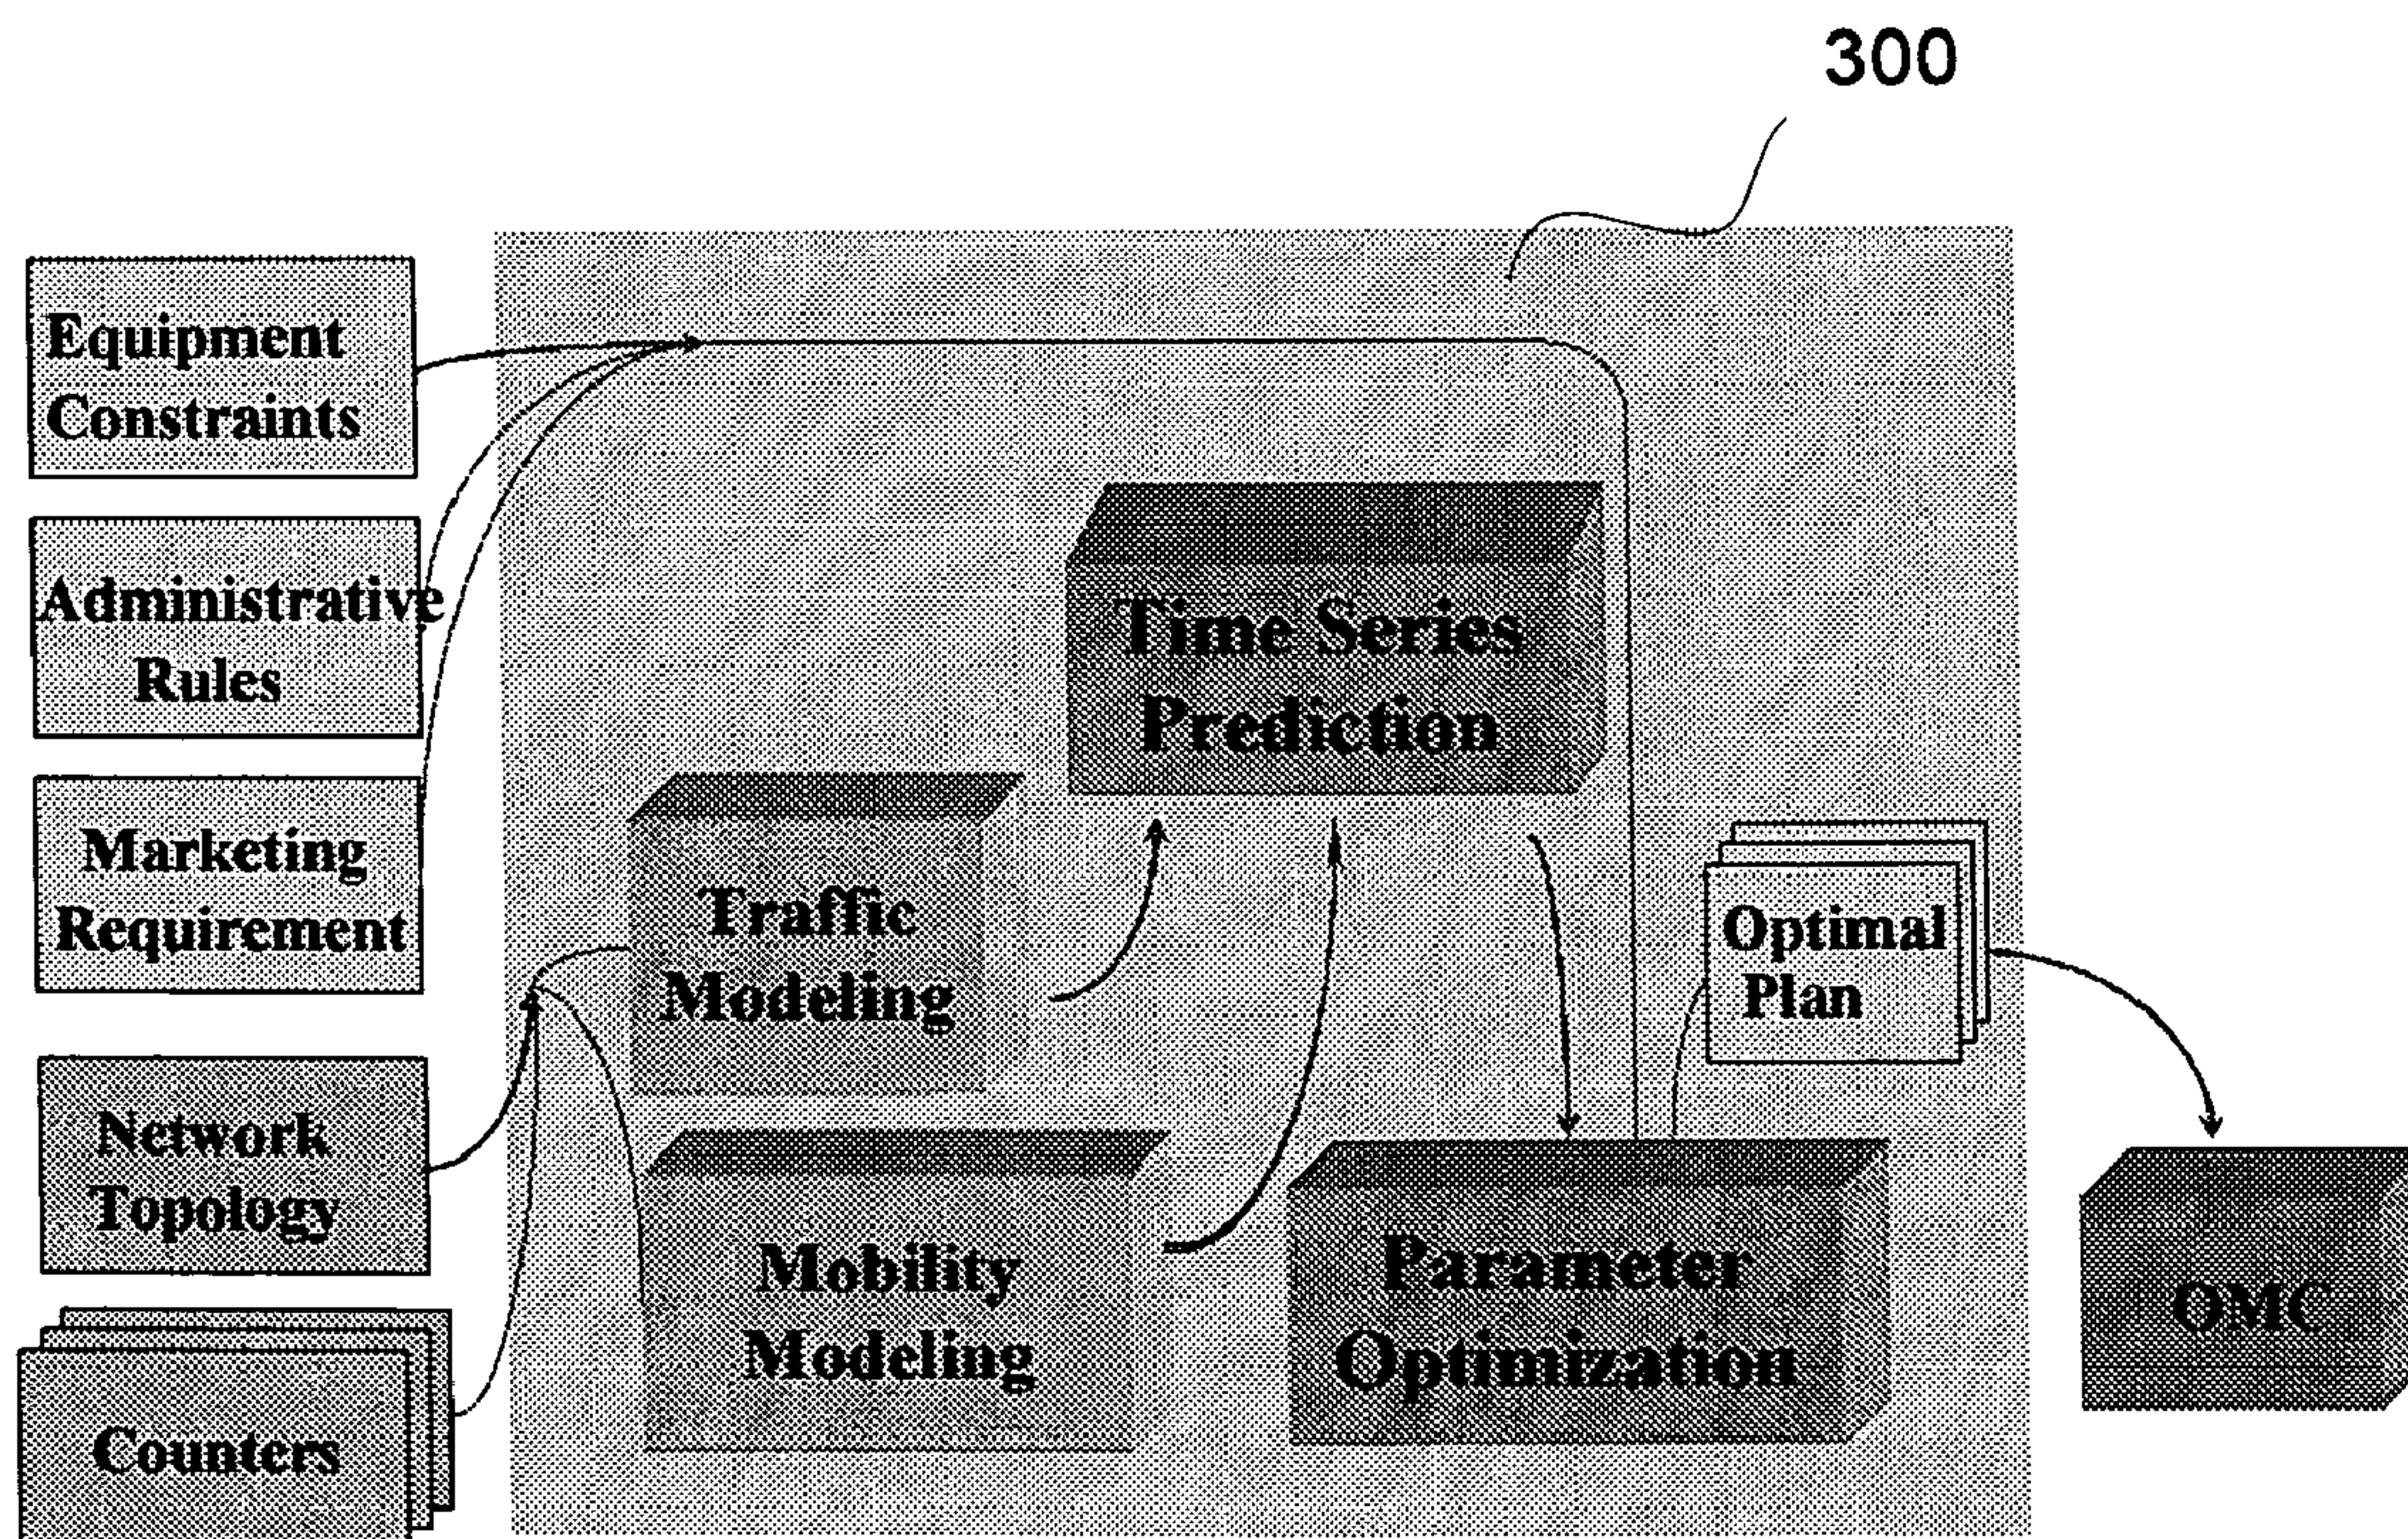 300
Equipment
Constraints
Administrative
Rules
Marketing
Requirement
Network
Topology
Counters
Time Series
Prediction
Traffic
Modeling
Mobility
Modeling
Parameter
Optimization
Optimal
Plan
OMC